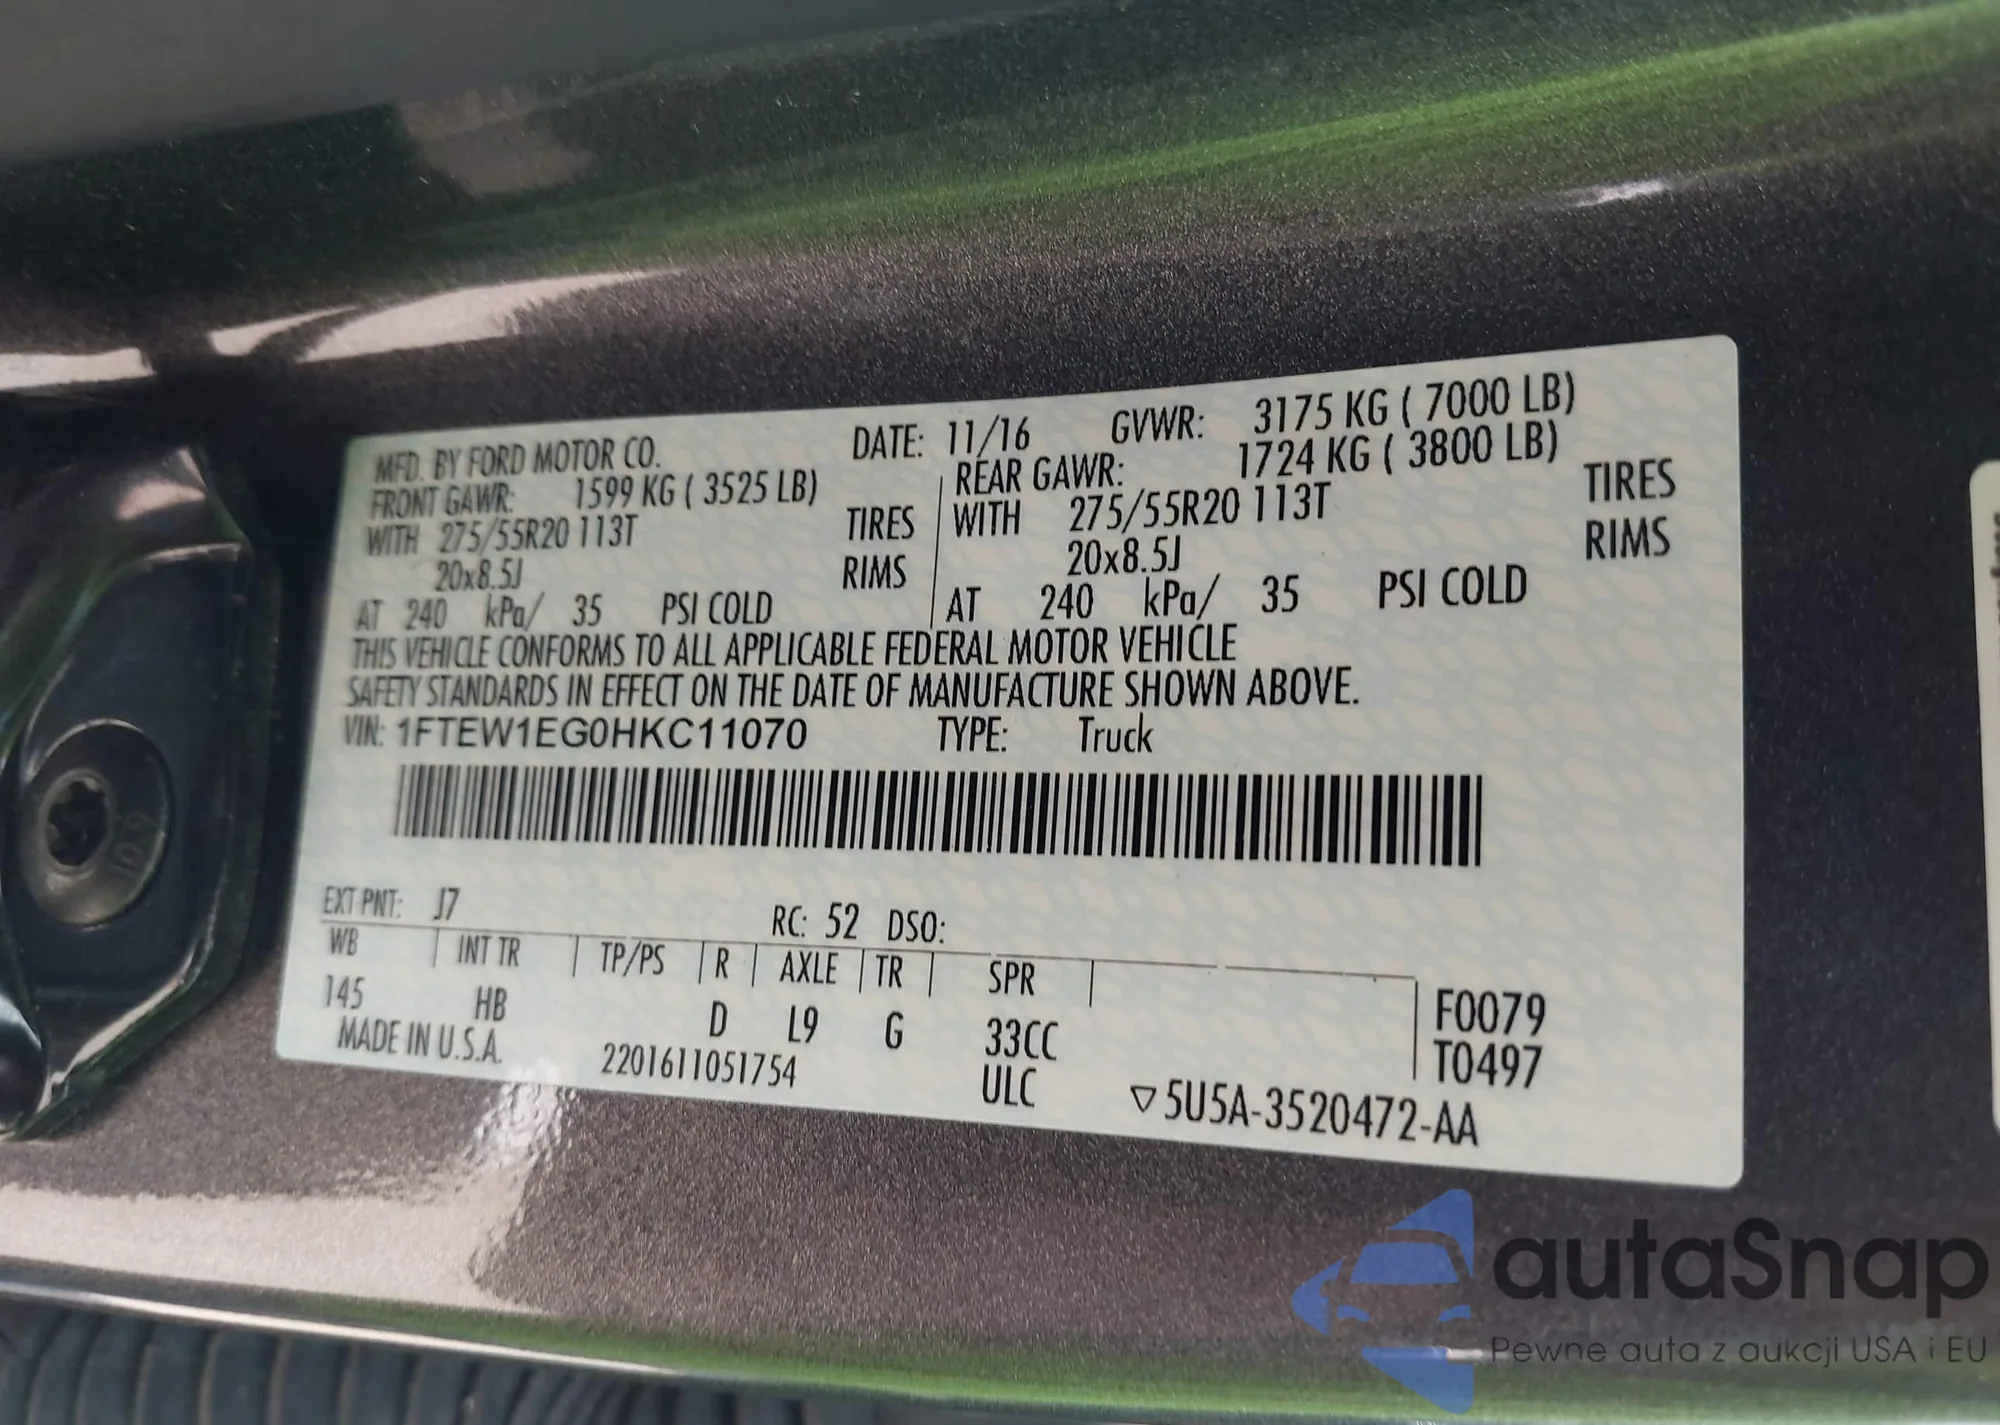 MFD. BY FORD MOTOR CO. DATE: 11/16 GVWR: 3175 KG ( 7000 LB)
FRONT GAWR: 1599 KG ( 3525 LB) REAR GAWR: 1724 KG ( 3800 LB)
WITH 275/55R20 113T TIRES WITH 275/55R20 113T TIRES
20x8.5J RIMS 20x8.5J RIMS
AT 240 kPa/ 35 PSI COLD AT 240 kPa/ 35 PSI COLD
THIS VEHICLE CONFORMS TO ALL APPLICABLE FEDERAL MOTOR VEHICLE
SAFETY STANDARDS IN EFFECT ON THE DATE OF MANUFACTURE SHOWN ABOVE.
VIN: 1FTEW1EG0HKC11070 TYPE: Truck
EXT PNT: J7 RC: 52 DSO:
WB INT TR TP/PS R AXLE TR SPR
145 HB D L9 G 33CC F0079
MADE IN U.S.A. 2201611051754 ULC T0497
▽5U5A-3520472-AA
10.9
autaSnap
Pewne auta z aukcji USA i EU